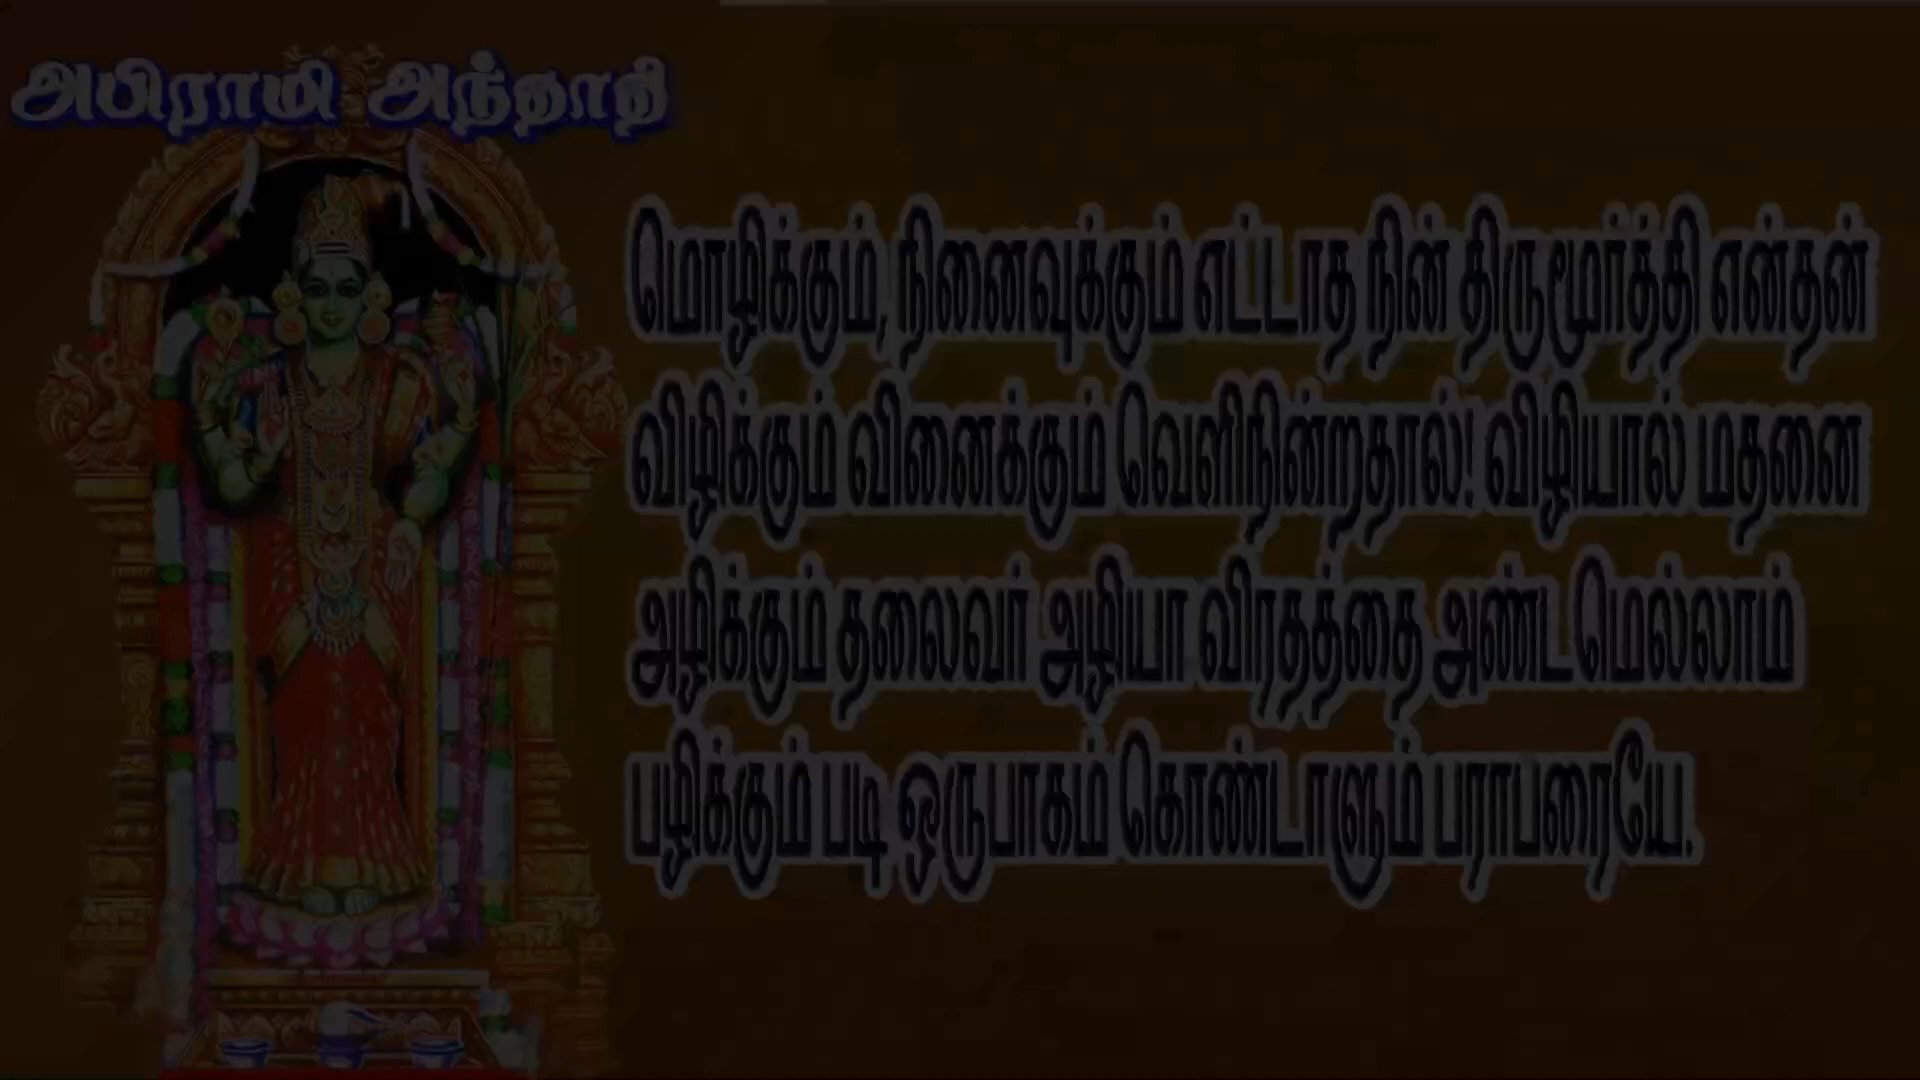 அபிராமி அந்தாதி
மொழிக்கும், நினைவுக்கும் எட்டாத நின் திருமூர்த்தி என்தன்
விழிக்கும் வினைக்கும் வெளிநின்றதால்! விழியால் மதனை
அழிக்கும் தலைவர் அழியா விரதத்தை அண்டமெல்லாம்
பழிக்கும் படி ஒருபாகம் கொண்டாளும் பராபரையே.